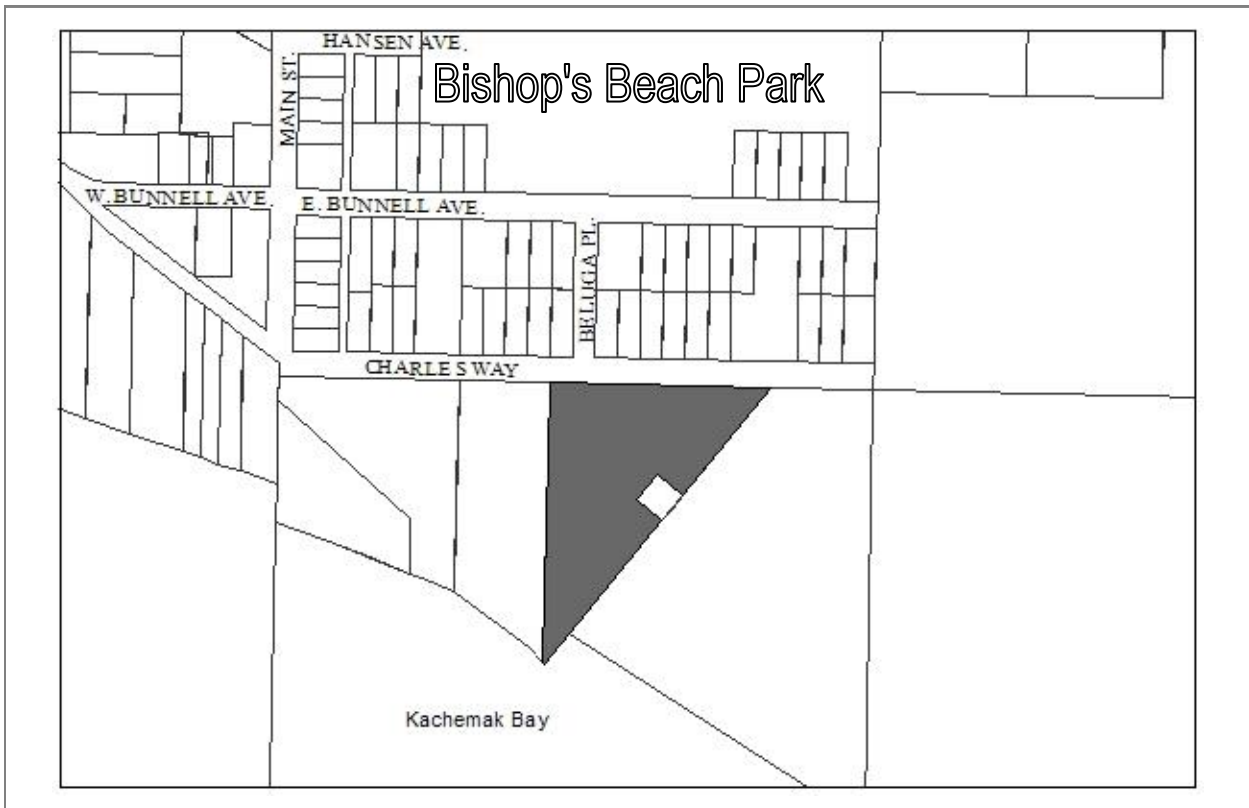 HANSEN AVE.
Bishop's Beach Park
MAIN ST.
W. BUNNELL AVE.
E. BUNNELL AVE.
BELUGA PL.
CHARLES WAY
Kachemak Bay